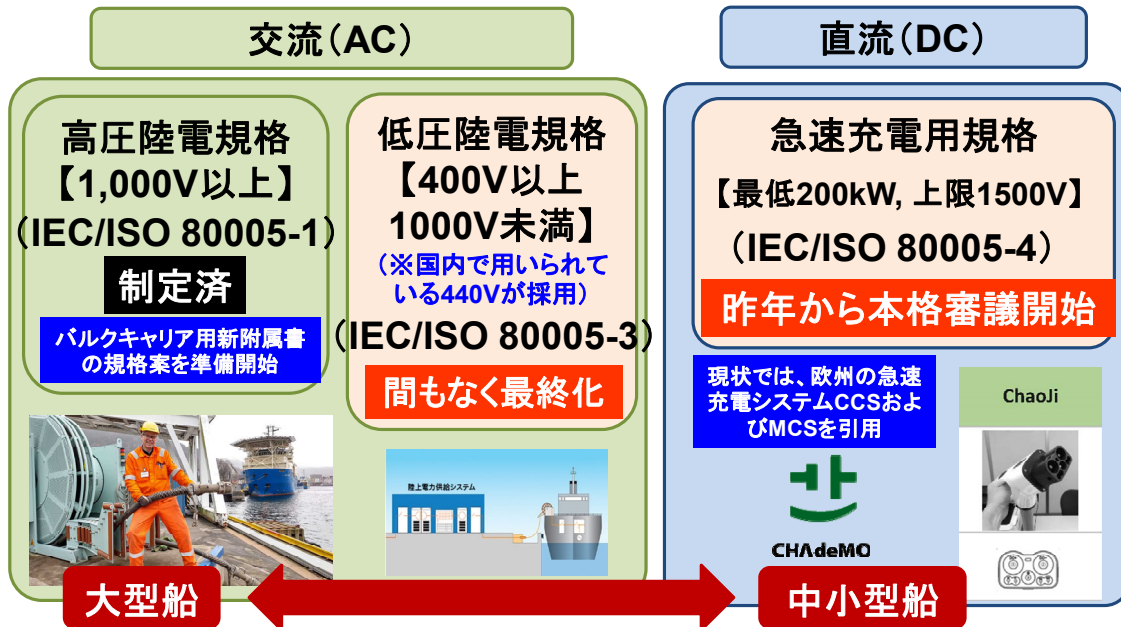 交流（AC）
高圧陸電規格
【1,000V以上】
（IEC/ISO 80005-1）
制定済
バルクキャリア用新附属書
の規格案を準備開始
低圧陸電規格
【400V以上
1000V未満】
（※国内で用いられて
いる440Vが採用）
（IEC/ISO 80005-3）
間もなく最終化
陸上電力供給システム
直流（DC）
急速充電用規格
【最低200kW, 上限1500V】
（IEC/ISO 80005-4）
昨年から本格審議開始
現状では、欧州の急速
充電システムCCSおよ
びMCSを引用
CHAdeMO
ChaoJi
大型船
中小型船